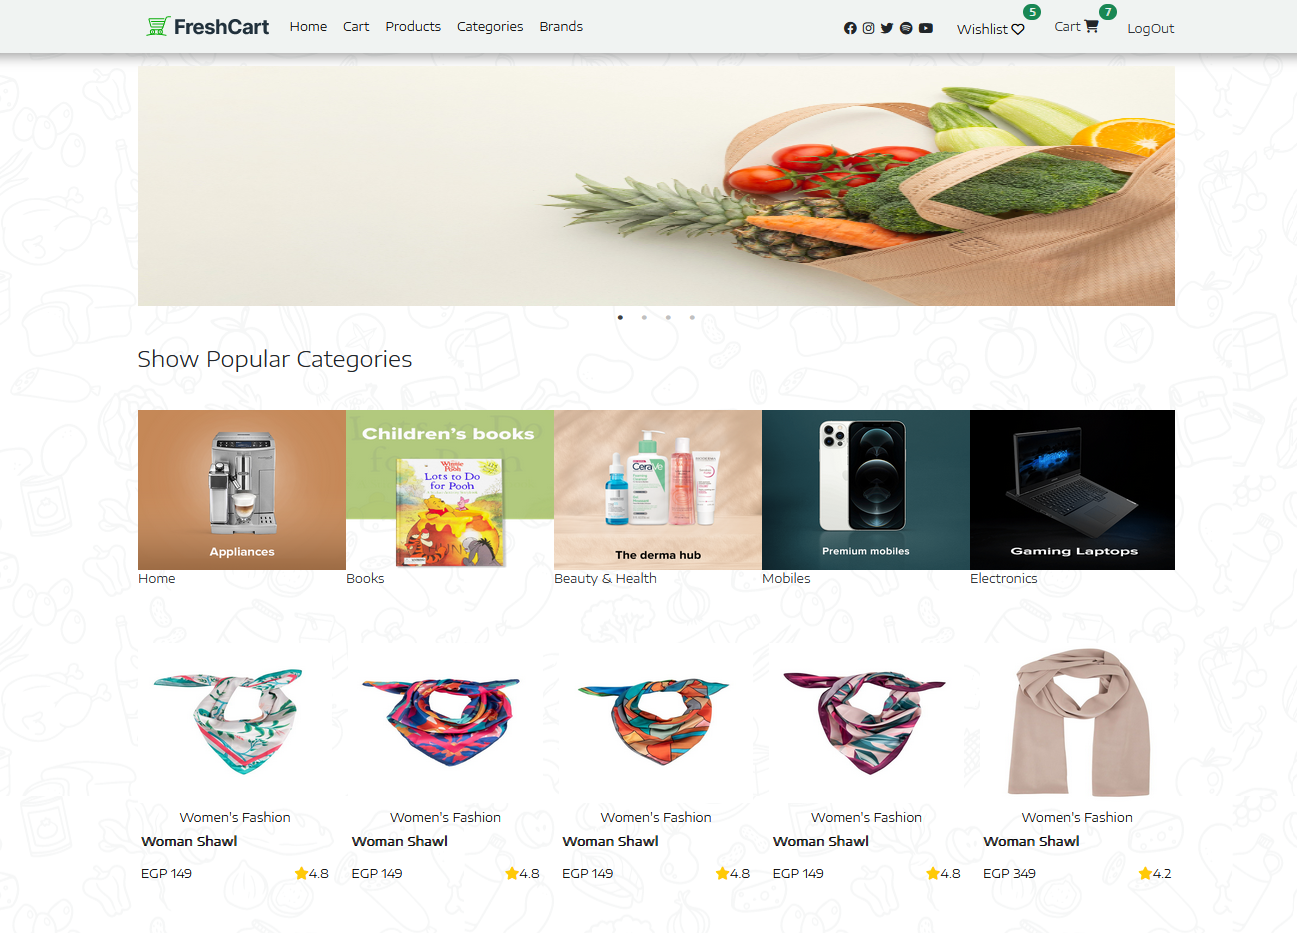 FreshCart Home Cart Products Categories Brands Wishlist 5 Cart 7 LogOut
Show Popular Categories
Appliances
Children's books
Winnie the Pooh
Lots to Do
for Pooh
CeraVe
The derma hub
Premium mobiles
Gaming Laptops
Home
Books
Beauty & Health
Mobiles
Electronics
Women's Fashion
Woman Shawl
EGP 149 4.8
Women's Fashion
Woman Shawl
EGP 149 4.8
Women's Fashion
Woman Shawl
EGP 149 4.8
Women's Fashion
Woman Shawl
EGP 149 4.8
Women's Fashion
Woman Shawl
EGP 349 4.2